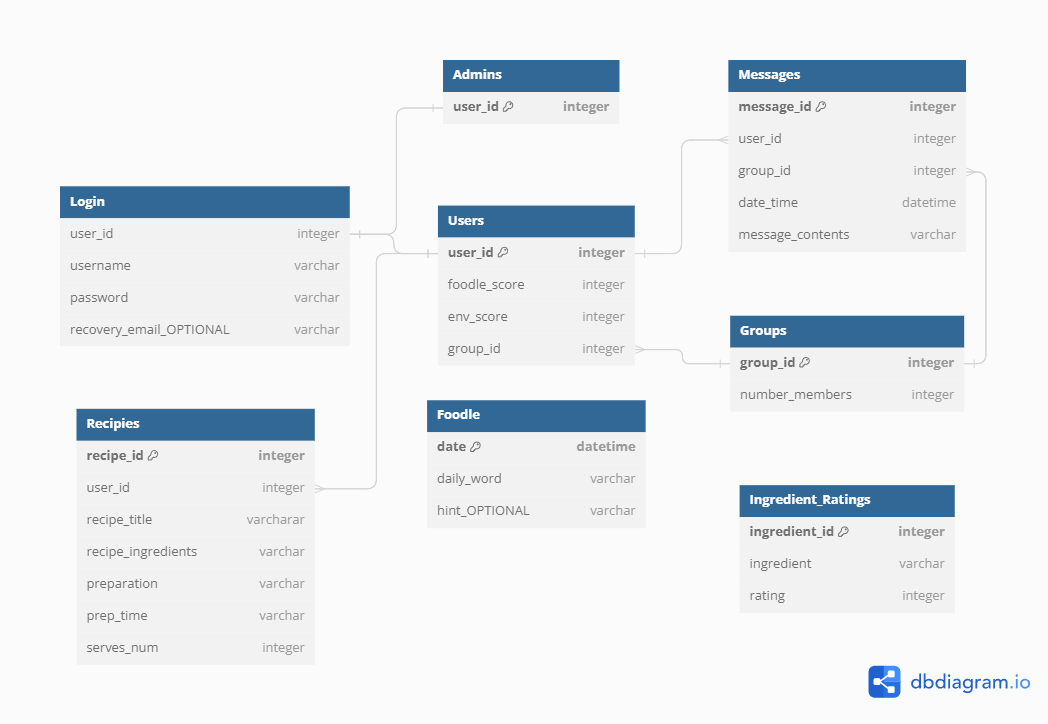 Admins
user_id integer
Messages
message_id integer
user_id integer
group_id integer
date_time datetime
message_contents varchar
Login
user_id integer
username varchar
password varchar
recovery_email_OPTIONAL varchar
Users
user_id integer
foodle_score integer
env_score integer
group_id integer
Groups
group_id integer
number_members integer
Recipies
recipe_id integer
user_id integer
recipe_title varcharar
recipe_ingredients varchar
preparation varchar
prep_time varchar
serves_num integer
Foodle
date datetime
daily_word varchar
hint_OPTIONAL varchar
Ingredient_Ratings
ingredient_id integer
ingredient varchar
rating integer
dbdiagram.io